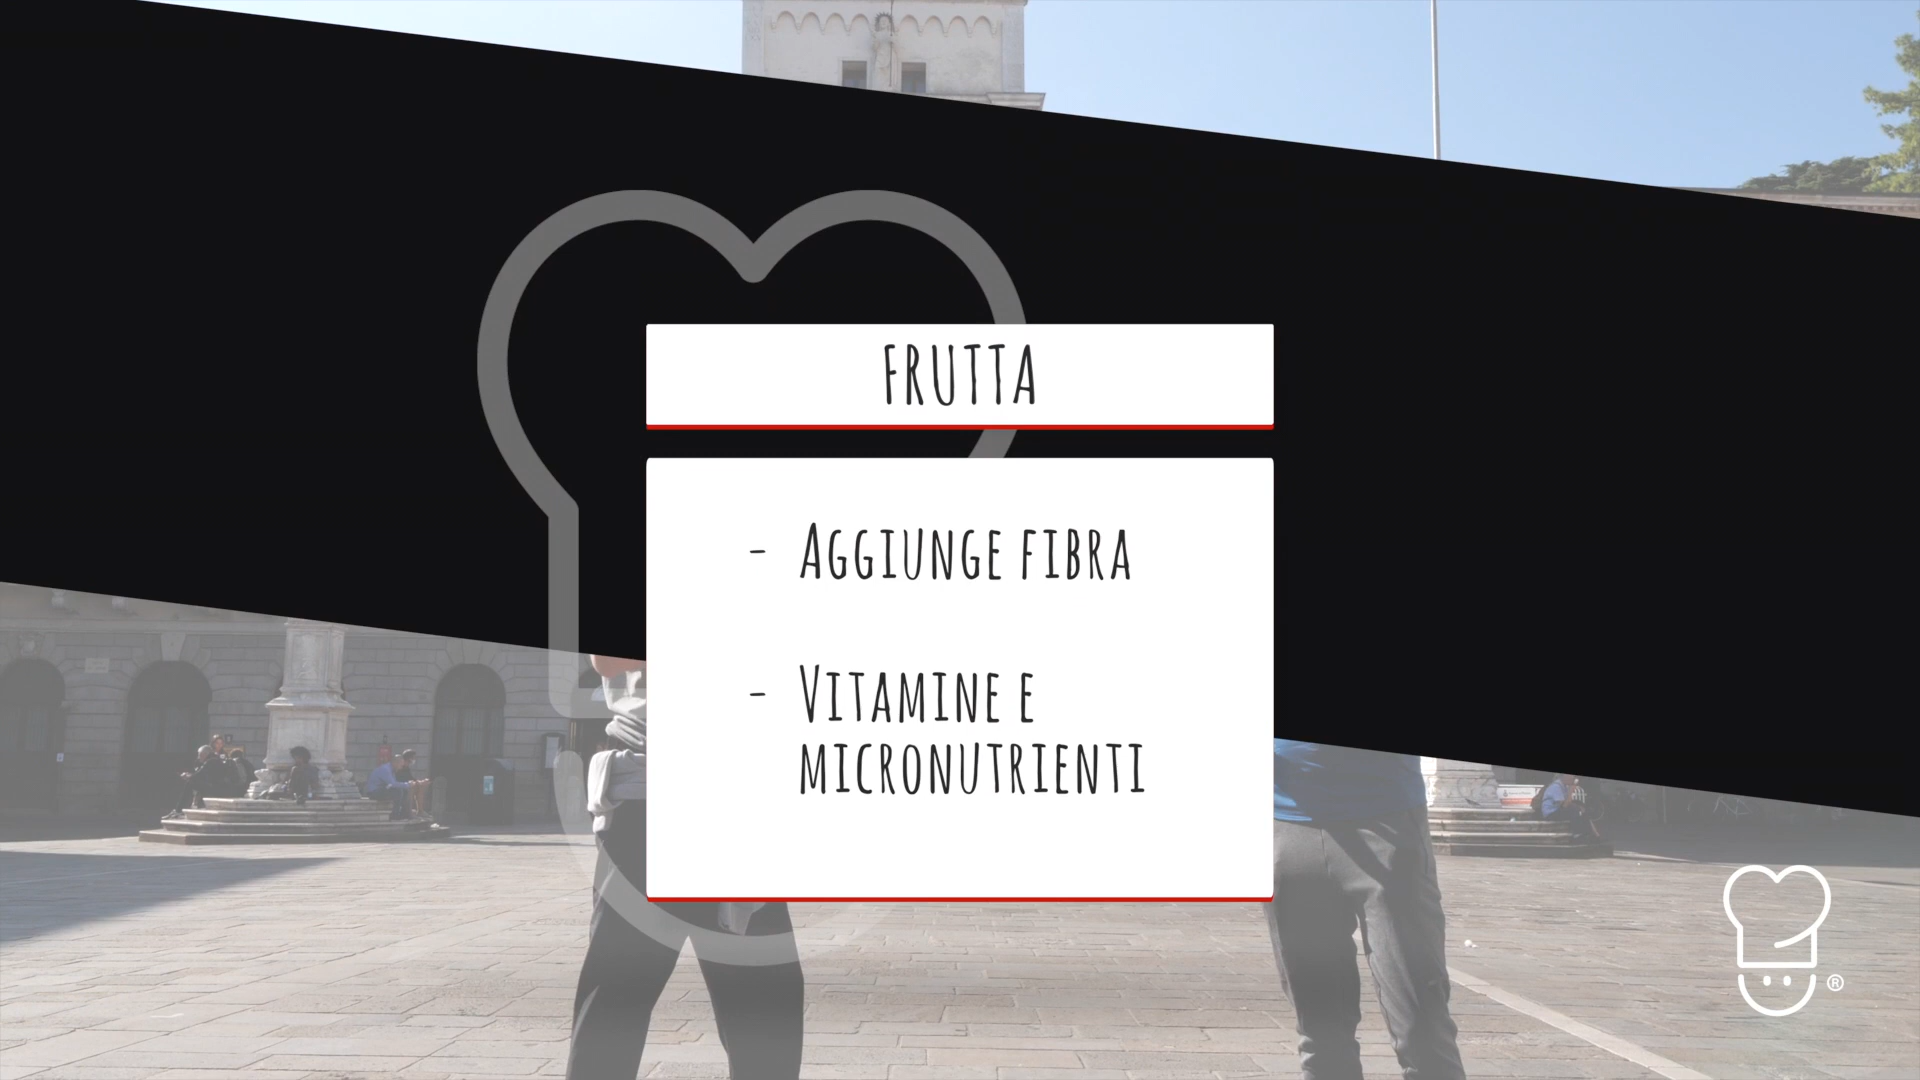 FRUTTA
- AGGIUNGE FIBRA
- VITAMINE E
MICRONUTRIENTI
®